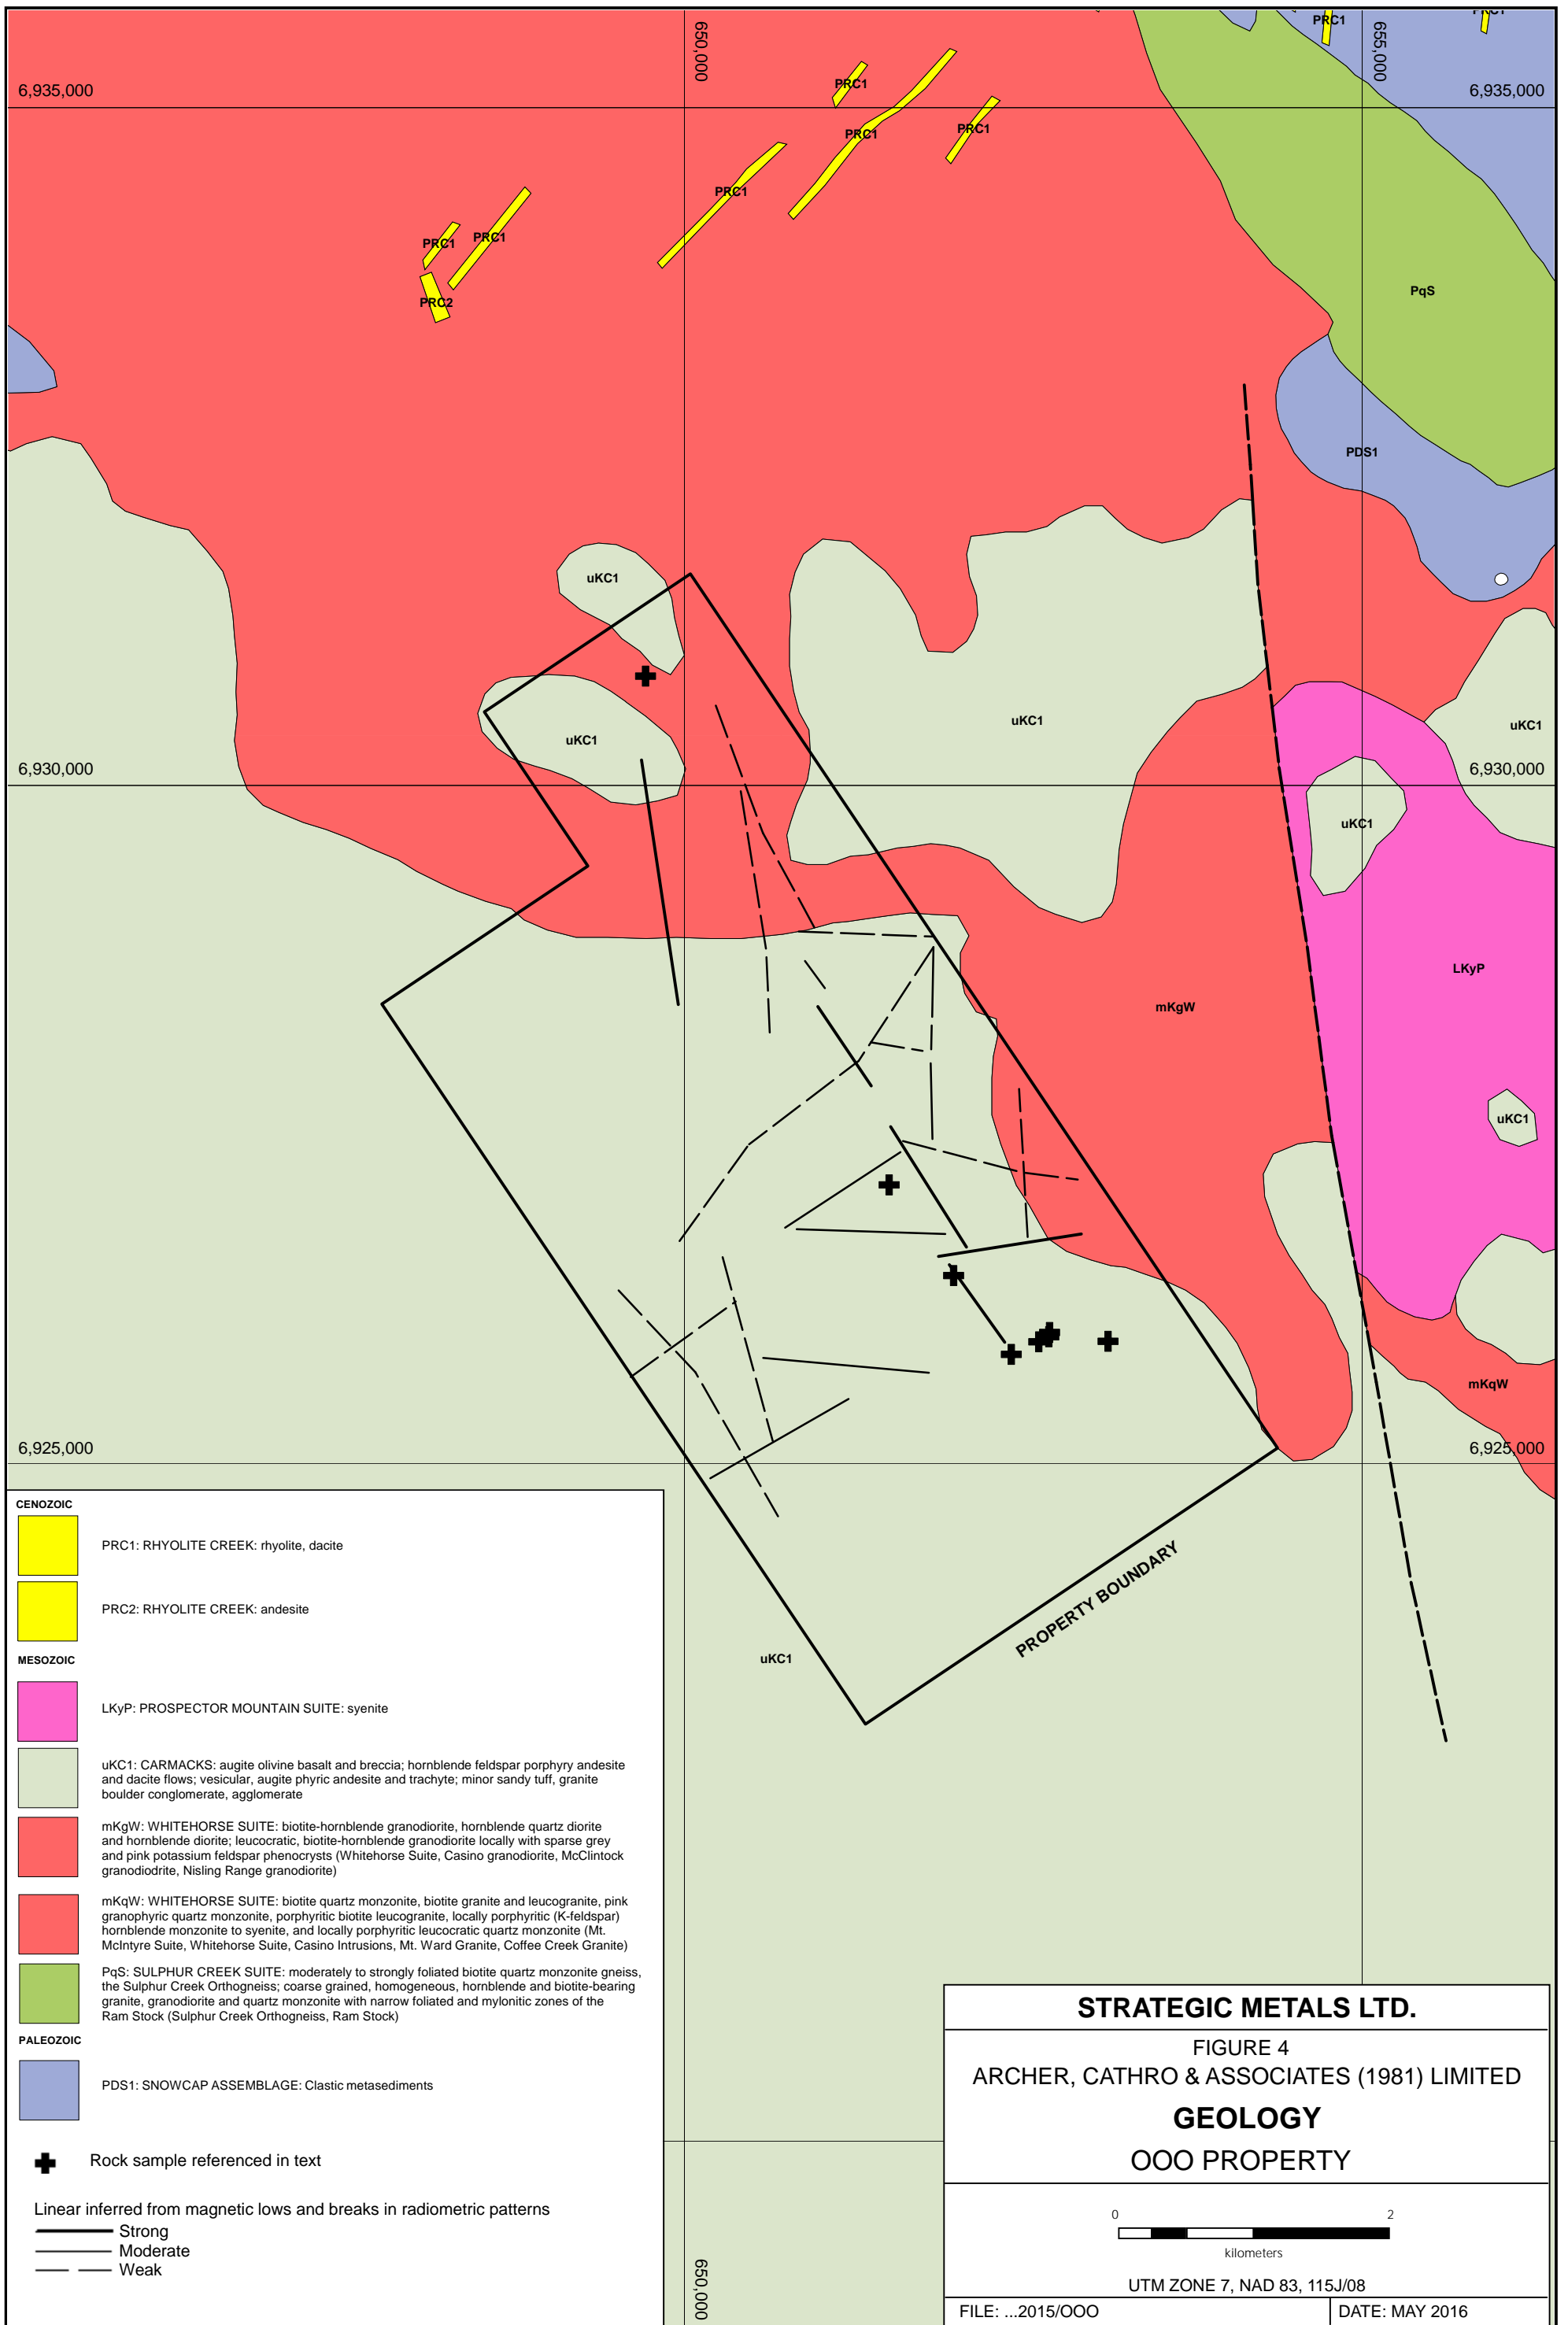 PRC1
PRC1
650,000
655,000
6,935,000
6,935,000
PRC1
PRC1
PRC1
PRC1
PRC1
PRC1
PRC2
PqS
PDS1
uKC1
uKC1
uKC1
uKC1
6,930,000
6,930,000
uKC1
LKyP
mKgW
uKC1
mKqW
6,925,000
6,925,000
PROPERTY BOUNDARY
uKC1
CENOZOIC
PRC1: RHYOLITE CREEK: rhyolite, dacite
PRC2: RHYOLITE CREEK: andesite
MESOZOIC
LKyP: PROSPECTOR MOUNTAIN SUITE: syenite
uKC1: CARMACKS: augite olivine basalt and breccia; hornblende feldspar porphyry andesite
and dacite flows; vesicular, augite phyric andesite and trachyte; minor sandy tuff, granite
boulder conglomerate, agglomerate
mKgW: WHITEHORSE SUITE: biotite-hornblende granodiorite, hornblende quartz diorite
and hornblende diorite; leucocratic, biotite-hornblende granodiorite locally with sparse grey
and pink potassium feldspar phenocrysts (Whitehorse Suite, Casino granodiorite, McClintock
granodiodrite, Nisling Range granodiorite)
mKqW: WHITEHORSE SUITE: biotite quartz monzonite, biotite granite and leucogranite, pink
granophyric quartz monzonite, porphyritic biotite leucogranite, locally porphyritic (K-feldspar)
hornblende monzonite to syenite, and locally porphyritic leucocratic quartz monzonite (Mt.
McIntyre Suite, Whitehorse Suite, Casino Intrusions, Mt. Ward Granite, Coffee Creek Granite)
PqS: SULPHUR CREEK SUITE: moderately to strongly foliated biotite quartz monzonite gneiss,
the Sulphur Creek Orthogneiss; coarse grained, homogeneous, hornblende and biotite-bearing
granite, granodiorite and quartz monzonite with narrow foliated and mylonitic zones of the
Ram Stock (Sulphur Creek Orthogneiss, Ram Stock)
PALEOZOIC
PDS1: SNOWCAP ASSEMBLAGE: Clastic metasediments
Rock sample referenced in text
Linear inferred from magnetic lows and breaks in radiometric patterns
Strong
Moderate
Weak
650,000
STRATEGIC METALS LTD.
FIGURE 4
ARCHER, CATHRO & ASSOCIATES (1981) LIMITED
GEOLOGY
OOO PROPERTY
0 2
kilometers
UTM ZONE 7, NAD 83, 115J/08
FILE: ...2015/OOO
DATE: MAY 2016